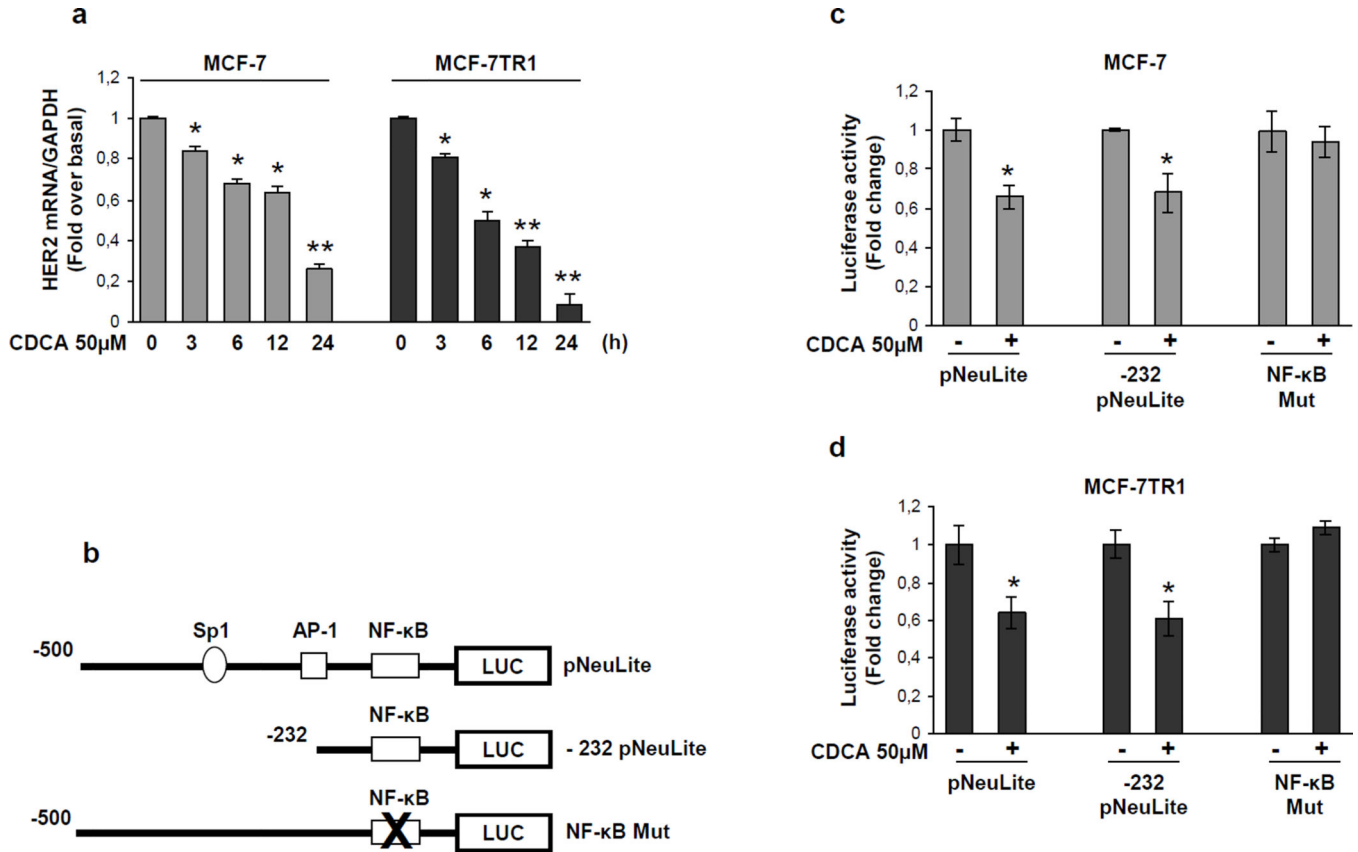 a
MCF-7 MCF-7TR1
HER2 mRNA/GAPDH
(Fold over basal)
1,2
1
0,8
0,6
0,4
0,2
0
* * * **
* * ** **
CDCA 50µM 0 3 6 12 24 0 3 6 12 24 (h)
b
-500 Sp1 AP-1 NF-κB LUC pNeuLite
-232 NF-κB LUC - 232 pNeuLite
-500 NF-κB X LUC NF-κB Mut
c
MCF-7
Luciferase activity
(Fold change)
1,2
1
0,8
0,6
0,4
0,2
0
* *
CDCA 50µM - + - + - +
pNeuLite -232 NF-κB
pNeuLite Mut
d
MCF-7TR1
Luciferase activity
(Fold change)
1,2
1
0,8
0,6
0,4
0,2
0
* *
CDCA 50µM - + - + - +
pNeuLite -232 NF-κB
pNeuLite Mut